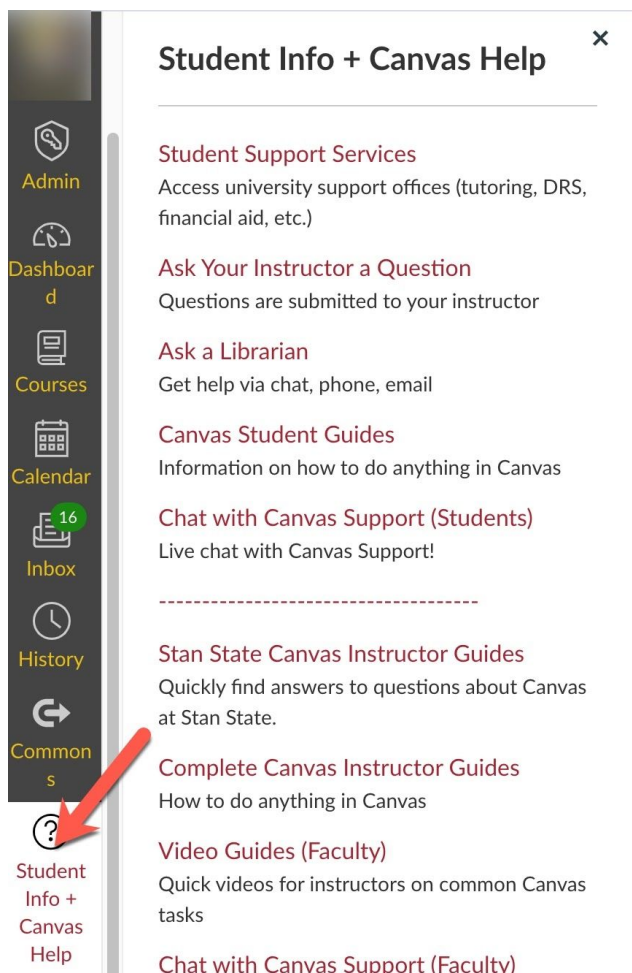 Student Info + Canvas Help
×
Admin
Dashboar
d
Courses
Calendar
16
Inbox
History
Common
s
?
Student
Info +
Canvas
Help
Student Support Services
Access university support offices (tutoring, DRS,
financial aid, etc.)
Ask Your Instructor a Question
Questions are submitted to your instructor
Ask a Librarian
Get help via chat, phone, email
Canvas Student Guides
Information on how to do anything in Canvas
Chat with Canvas Support (Students)
Live chat with Canvas Support!
-------------------------------------
Stan State Canvas Instructor Guides
Quickly find answers to questions about Canvas
at Stan State.
Complete Canvas Instructor Guides
How to do anything in Canvas
Video Guides (Faculty)
Quick videos for instructors on common Canvas
tasks
Chat with Canvas Support (Faculty)